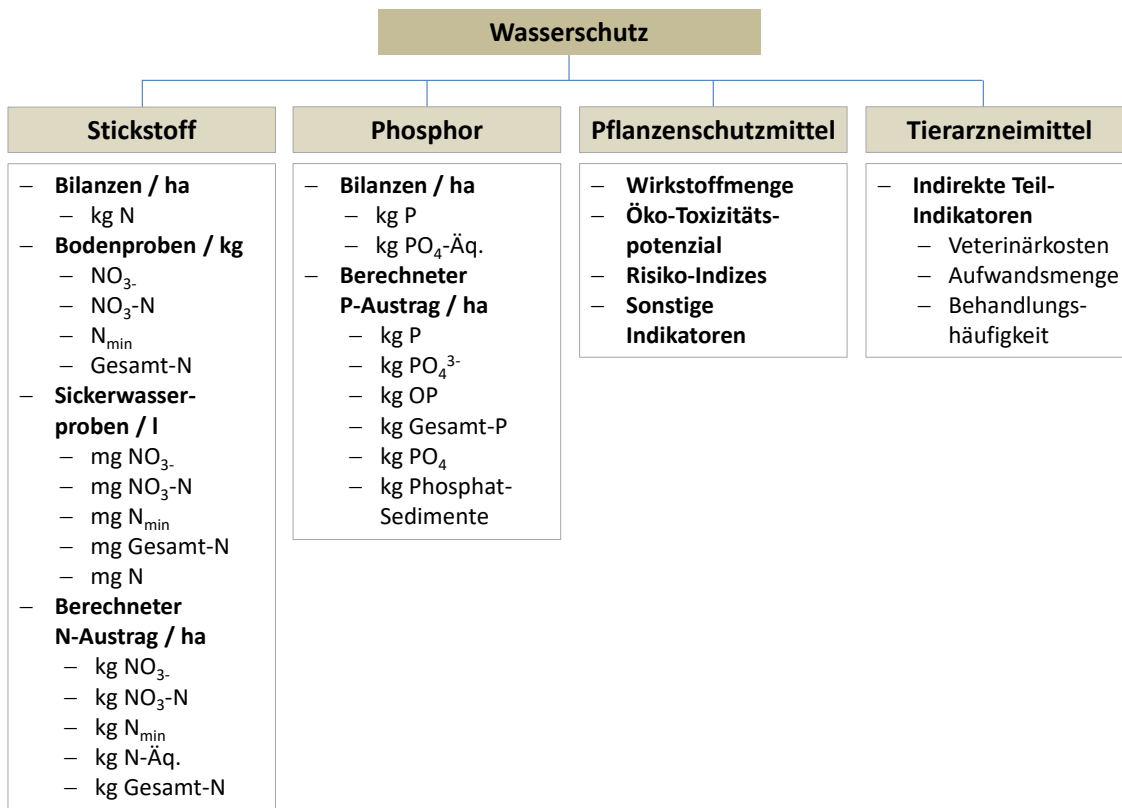 Wasserschutz
Stickstoff
– Bilanzen / ha
– kg N
– Bodenproben / kg
– NO₃₋
– NO₃-N
– Nₘᵢₙ
– Gesamt-N
– Sickerwasser-
proben / l
– mg NO₃₋
– mg NO₃-N
– mg Nₘᵢₙ
– mg Gesamt-N
– mg N
– Berechneter
N-Austrag / ha
– kg NO₃₋
– kg NO₃-N
– kg Nₘᵢₙ
– kg N-Äq.
– kg Gesamt-N
Phosphor
– Bilanzen / ha
– kg P
– kg PO₄-Äq.
– Berechneter
P-Austrag / ha
– kg P
– kg PO₄³⁻
– kg OP
– kg Gesamt-P
– kg PO₄
– kg Phosphat-
Sedimente
Pflanzenschutzmittel
– Wirkstoffmenge
– Öko-Toxizitäts-
potenzial
– Risiko-Indizes
– Sonstige
Indikatoren
Tierarzneimittel
– Indirekte Teil-
Indikatoren
– Veterinärkosten
– Aufwandsmenge
– Behandlungs-
häufigkeit